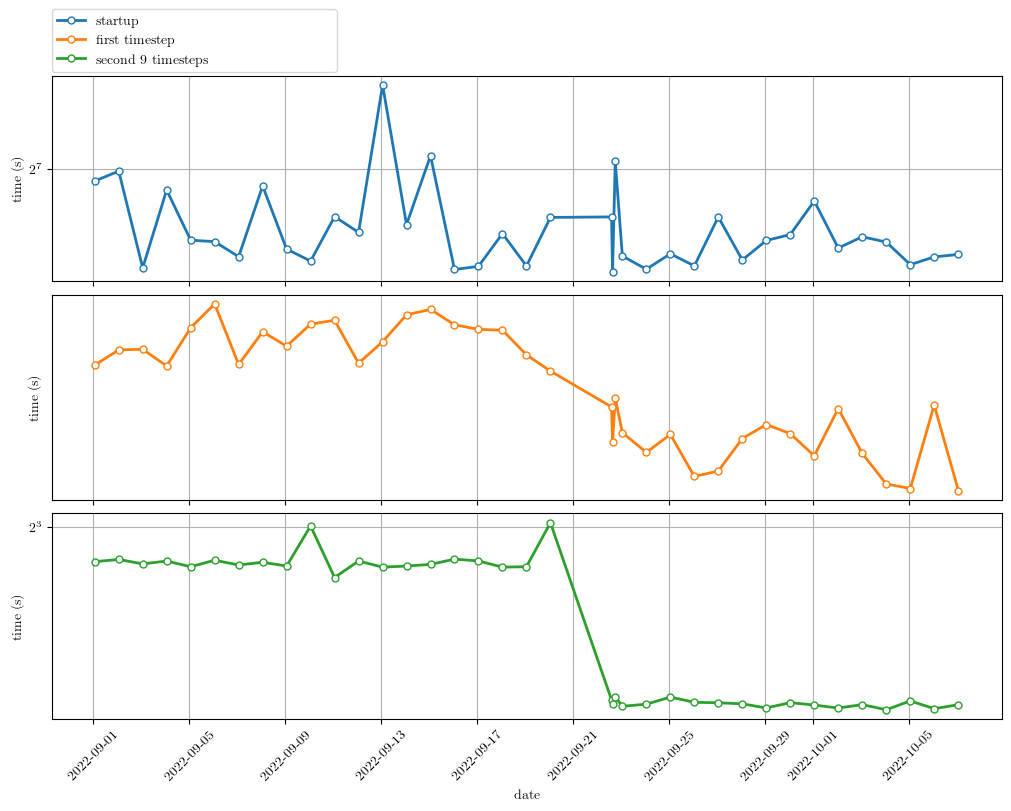 startup
first timestep
second 9 timesteps
time (s)
2^7
time (s)
time (s)
2^3
2022-09-01
2022-09-05
2022-09-09
2022-09-13
2022-09-17
2022-09-21
2022-09-25
2022-09-29
2022-10-01
2022-10-05
date